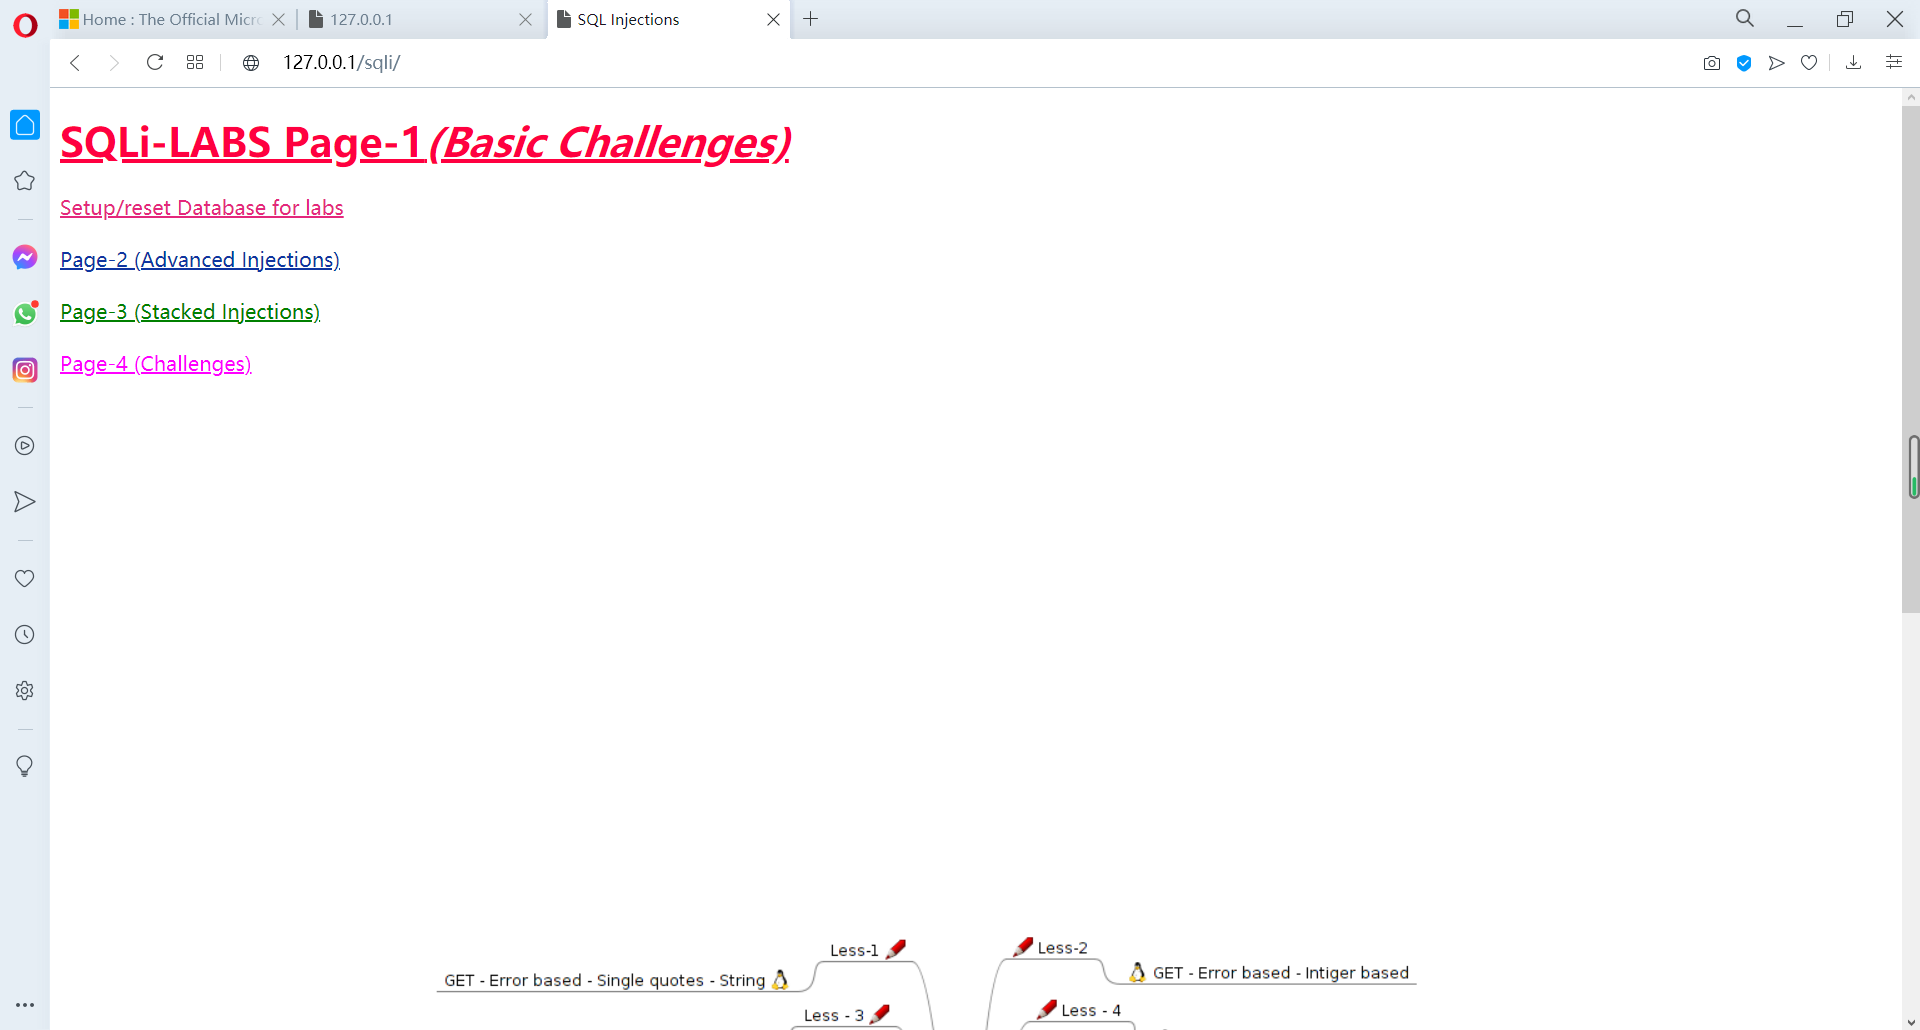 Home : The Official Micro
127.0.0.1
SQL Injections
127.0.0.1/sqli/
SQLi-LABS Page-1(Basic Challenges)
Setup/reset Database for labs
Page-2 (Advanced Injections)
Page-3 (Stacked Injections)
Page-4 (Challenges)
Less-1
GET - Error based - Single quotes - String
Less-2
GET - Error based - Intiger based
Less - 3
Less - 4